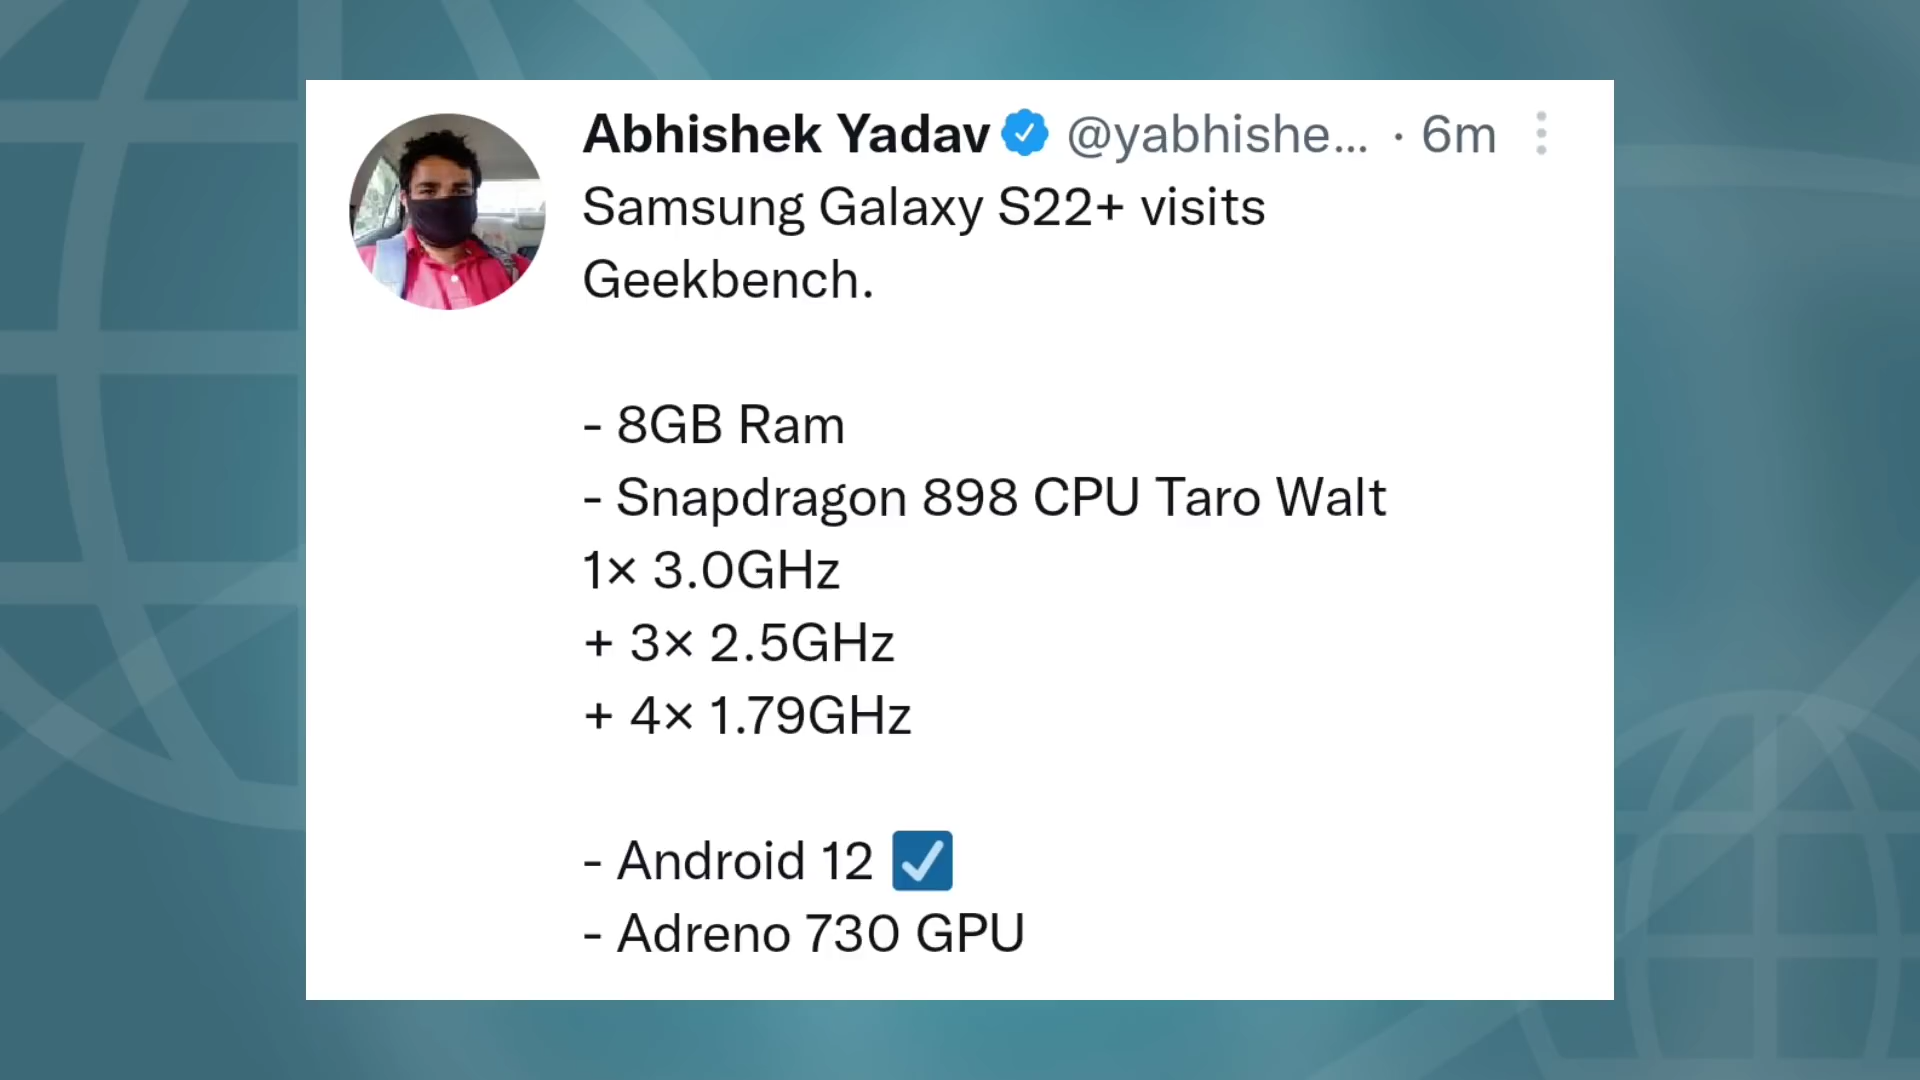 Abhishek Yadav @yabhishe... · 6m
Samsung Galaxy S22+ visits
Geekbench.
- 8GB Ram
- Snapdragon 898 CPU Taro Walt
1× 3.0GHz
+ 3× 2.5GHz
+ 4× 1.79GHz
- Android 12 ☑
- Adreno 730 GPU